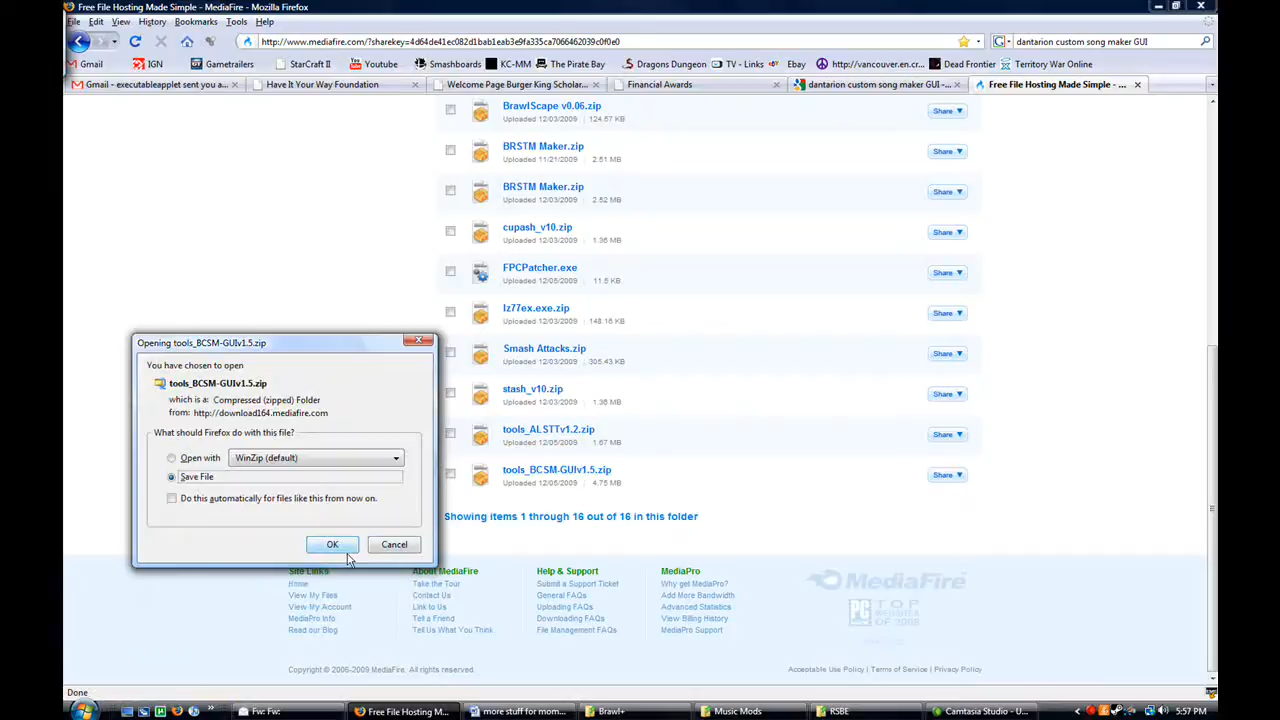 Free File Hosting Made Simple - MediaFire - Mozilla Firefox
File Edit View History Bookmarks Tools Help
http://www.mediafire.com/?sharekey=4d64de41ec082d1bab1eab3e9fa335ca7066462039c0f0e0
dantarion custom song maker GUI
Gmail IGN Gametrailers StarCraft II Youtube Smashboards KC-MM The Pirate Bay Dragons Dungeon TV - Links Ebay http://vancouver.en.cr... Dead Frontier Territory War Online
Gmail - executableapplet sent you a... Have It Your Way Foundation Welcome Page Burger King Scholar... Financial Awards dantarion custom song maker GUI -... Free File Hosting Made Simple - ...
BrawlScape v0.06.zip
Uploaded 12/03/2009 124.57 KB
Share
BRSTM Maker.zip
Uploaded 11/21/2009 2.51 MB
Share
BRSTM Maker.zip
Uploaded 12/03/2009 2.52 MB
Share
cupash_v10.zip
Uploaded 12/03/2009 1.36 MB
Share
FPCPatcher.exe
Uploaded 12/05/2009 11.5 KB
Share
lz77ex.exe.zip
Uploaded 12/03/2009 148.16 KB
Share
Smash Attacks.zip
Uploaded 12/03/2009 305.43 KB
Share
stash_v10.zip
Uploaded 12/03/2009 1.36 MB
Share
tools_ALSTTv1.2.zip
Uploaded 12/05/2009 1.67 MB
Share
tools_BCSM-GUIv1.5.zip
Uploaded 12/06/2009 4.75 MB
Share
Showing items 1 through 16 out of 16 in this folder
Opening tools_BCSM-GUIv1.5.zip
You have chosen to open
tools_BCSM-GUIv1.5.zip
which is a: Compressed (zipped) Folder
from: http://download164.mediafire.com
What should Firefox do with this file?
Open with WinZip (default)
Save File
Do this automatically for files like this from now on.
OK Cancel
Site Links
Home
View My Files
View My Account
MediaPro Info
Read our Blog
About MediaFire
Take the Tour
Contact Us
Link to Us
Tell a Friend
Tell Us What You Think
Help & Support
Submit a Support Ticket
General FAQs
Uploading FAQs
Downloading FAQs
File Management FAQs
MediaPro
Why get MediaPro?
Add More Bandwidth
Advanced Statistics
View Billing History
MediaPro Support
MediaFire
PC TOP
OF 2008
Copyright © 2006-2009 MediaFire. All rights reserved.
Acceptable Use Policy | Terms of Service | Privacy Policy
Done
Fw: Fw: Free File Hosting M... more stuff for mom... Brawl+ Music Mods RSBE Camtasia Studio - U... 5:57 PM